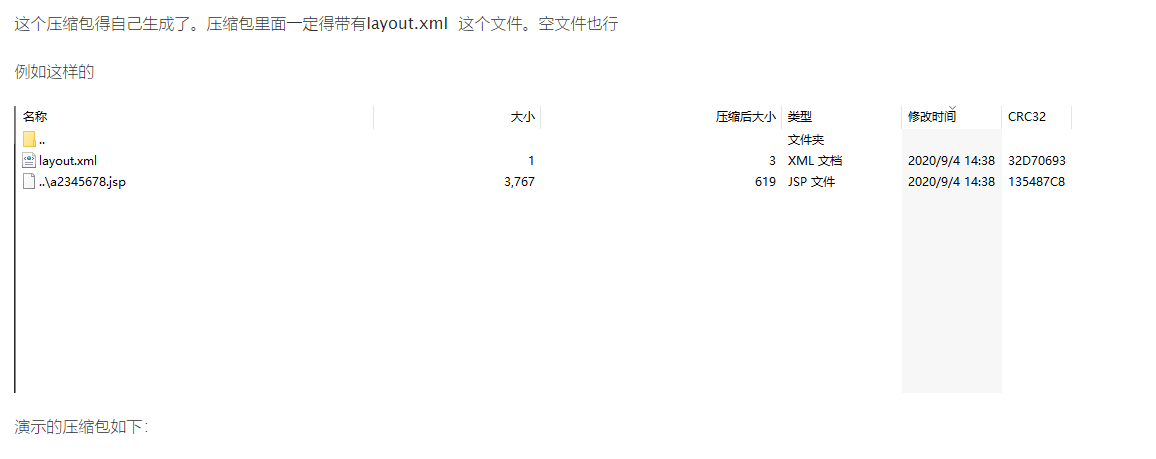 这个压缩包得自己生成了。压缩包里面一定得带有layout.xml 这个文件。空文件也行
例如这样的
名称 大小 压缩后大小 类型 修改时间 CRC32
.. 文件夹
layout.xml 1 3 XML 文档 2020/9/4 14:38 32D70693
..\a2345678.jsp 3,767 619 JSP 文件 2020/9/4 14:38 135487C8
演示的压缩包如下：